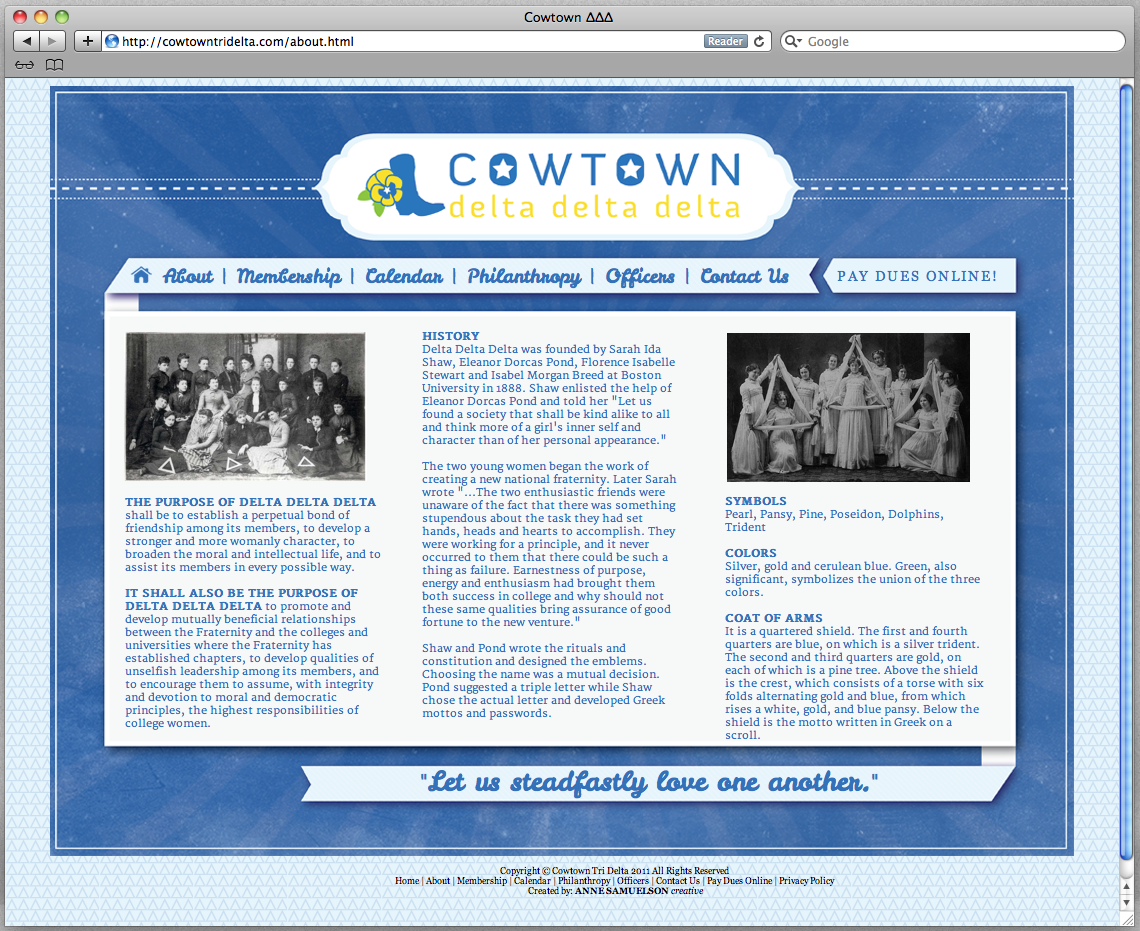 Cowtown ΔΔΔ
http://cowtowntridelta.com/about.html
Reader
Google
COWTOWN
delta delta delta
About | Membership | Calendar | Philanthropy | Officers | Contact Us
PAY DUES ONLINE!
THE PURPOSE OF DELTA DELTA DELTA
shall be to establish a perpetual bond of
friendship among its members, to develop a
stronger and more womanly character, to
broaden the moral and intellectual life, and to
assist its members in every possible way.
IT SHALL ALSO BE THE PURPOSE OF
DELTA DELTA DELTA to promote and
develop mutually beneficial relationships
between the Fraternity and the colleges and
universities where the Fraternity has
established chapters, to develop qualities of
unselfish leadership among its members, and
to encourage them to assume, with integrity
and devotion to moral and democratic
principles, the highest responsibilities of
college women.
HISTORY
Delta Delta Delta was founded by Sarah Ida
Shaw, Eleanor Dorcas Pond, Florence Isabelle
Stewart and Isabel Morgan Breed at Boston
University in 1888. Shaw enlisted the help of
Eleanor Dorcas Pond and told her "Let us
found a society that shall be kind alike to all
and think more of a girl's inner self and
character than of her personal appearance."
The two young women began the work of
creating a new national fraternity. Later Sarah
wrote "...The two enthusiastic friends were
unaware of the fact that there was something
stupendous about the task they had set
hands, heads and hearts to accomplish. They
were working for a principle, and it never
occurred to them that there could be such a
thing as failure. Earnestness of purpose,
energy and enthusiasm had brought them
both success in college and why should not
these same qualities bring assurance of good
fortune to the new venture."
Shaw and Pond wrote the rituals and
constitution and designed the emblems.
Choosing the name was a mutual decision.
Pond suggested a triple letter while Shaw
chose the actual letter and developed Greek
mottos and passwords.
SYMBOLS
Pearl, Pansy, Pine, Poseidon, Dolphins,
Trident
COLORS
Silver, gold and cerulean blue. Green, also
significant, symbolizes the union of the three
colors.
COAT OF ARMS
It is a quartered shield. The first and fourth
quarters are blue, on which is a silver trident.
The second and third quarters are gold, on
each of which is a pine tree. Above the shield
is the crest, which consists of a torse with six
folds alternating gold and blue, from which
rises a white, gold, and blue pansy. Below the
shield is the motto written in Greek on a
scroll.
"Let us steadfastly love one another."
Copyright © Cowtown Tri Delta 2011 All Rights Reserved
Home | About | Membership | Calendar | Philanthropy | Officers | Contact Us | Pay Dues Online | Privacy Policy
Created by: ANNE SAMUELSON creative